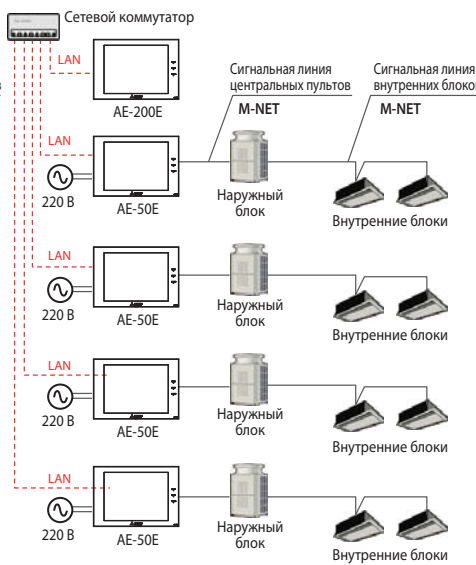 Сетевой коммутатор
LAN
AE-200E
Сигнальная линия
центральных пультов
M-NET
Сигнальная линия
внутренних блоков
M-NET
LAN
220 В
AE-50E
Наружный
блок
Внутренние блоки
LAN
220 В
AE-50E
Наружный
блок
Внутренние блоки
LAN
220 В
AE-50E
Наружный
блок
Внутренние блоки
LAN
220 В
AE-50E
Наружный
блок
Внутренние блоки